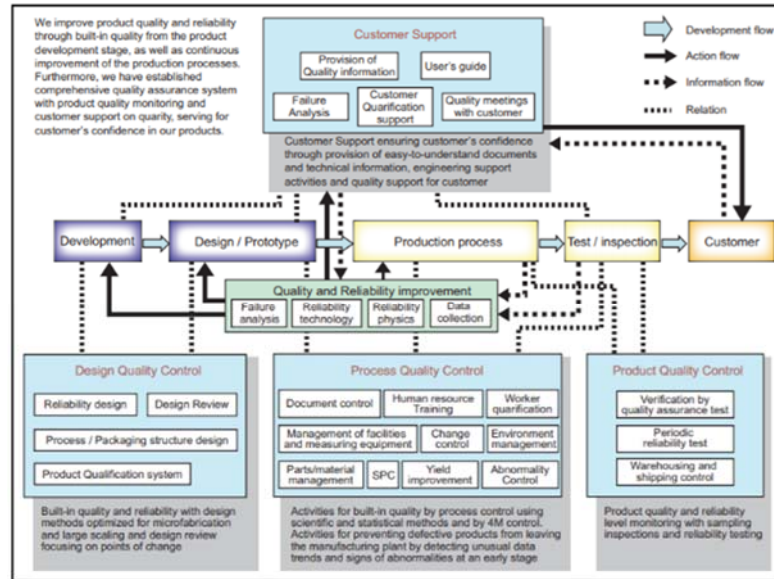 We improve product quality and reliability
through built-in quality from the product
development stage, as well as continuous
improvement of the production processes.
Furthermore, we have established
comprehensive quality assurance system
with product quality monitoring and
customer support on quarity, serving for
customer's confidence in our products.
Customer Support
Provision of
Quality information
User's guide
Failure
Analysis
Customer
Quarification
support
Quality meetings
with customer
Customer Support ensuring customer's confidence
through provision of easy-to-understand documents
and technical information, engineering support
activities and quality support for customer
Development flow
Action flow
Information flow
Relation
Development
Design / Prototype
Production process
Test / inspection
Customer
Quality and Reliability improvement
Failure
analysis
Reliability
technology
Reliability
physics
Data
collection
Design Quality Control
Reliability design
Design Review
Process / Packaging structure design
Product Qualification system
Built-in quality and reliability with design
methods optimized for microfabrication
and large scaling and design review
focusing on points of change
Process Quality Control
Document control
Human resource
Training
Worker
quarification
Management of facilities
and measuring equipment
Change
control
Environment
management
Parts/material
management
SPC
Yield
improvement
Abnormality
Control
Activities for built-in quality by process control using
scientific and statistical methods and by 4M control.
Activities for preventing defective products from leaving
the manufacturing plant by detecting unusual data
trends and signs of abnormalities at an early stage
Product Quality Control
Verification by
quality assurance test
Periodic
reliability test
Warehousing and
shipping control
Product quality and reliability
level monitoring with sampling
inspections and reliability testing